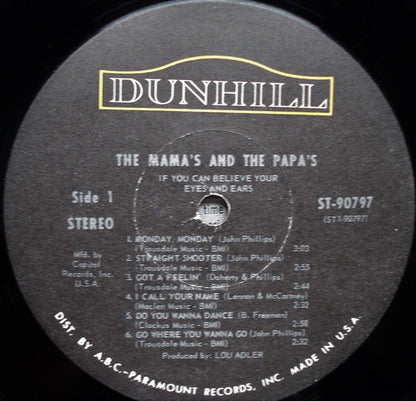 DUNHILL
THE MAMA'S AND THE PAPA'S
IF YOU CAN BELIEVE YOUR
EYES AND EARS
Side 1
STEREO
time
ST-90797
(ST1-90797)
Mfd. by
Capitol
Records, Inc.
U.S.A.
1. MONDAY, MONDAY (John Phillips)
(Trousdale Music - BMI) 3:03
2. STRAIGHT SHOOTER (John Phillips)
(Trousdale Music - BMI) 2:55
3. GOT A FEELIN' (Doherty & Phillips)
(Trousdale Music - BMI) 2:44
4. I CALL YOUR NAME (Lennon & McCartney)
(Maclen Music - BMI) 2:32
5. DO YOU WANNA DANCE (B. Freeman)
(Clockus Music - BMI) 2:58
6. GO WHERE YOU WANNA GO (John Phillips)
(Trousdale Music - BMI) 2:32
Produced by: LOU ADLER
DIST. BY A.B.C.-PARAMOUNT RECORDS, INC. MADE IN U.S.A.